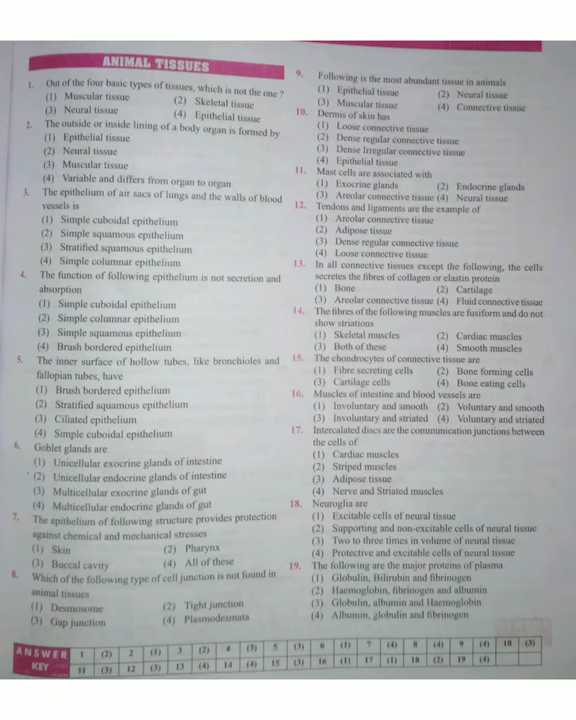 ANIMAL TISSUES
1. Out of the four basic types of tissues, which is not the one ?
(1) Muscular tissue (2) Skeletal tissue
(3) Neural tissue (4) Epithelial tissue
2. The outside or inside lining of a body organ is formed by
(1) Epithelial tissue
(2) Neural tissue
(3) Muscular tissue
(4) Variable and differs from organ to organ
3. The epithelium of air sacs of lungs and the walls of blood
vessels is
(1) Simple cuboidal epithelium
(2) Simple squamous epithelium
(3) Stratified squamous epithelium
(4) Simple columnar epithelium
4. The function of following epithelium is not secretion and
absorption
(1) Simple cuboidal epithelium
(2) Simple columnar epithelium
(3) Simple squamous epithelium
(4) Brush bordered epithelium
5. The inner surface of hollow tubes, like bronchioles and
fallopian tubes, have
(1) Brush bordered epithelium
(2) Stratified squamous epithelium
(3) Ciliated epithelium
(4) Simple cuboidal epithelium
6. Goblet glands are
(1) Unicellular exocrine glands of intestine
(2) Unicellular endocrine glands of intestine
(3) Multicellular exocrine glands of gut
(4) Multicellular endocrine glands of gut
7. The epithelium of following structure provides protection
against chemical and mechanical stresses
(1) Skin (2) Pharynx
(3) Buccal cavity (4) All of these
8. Which of the following type of cell junction is not found in
animal tissues
(1) Desmosome (2) Tight junction
(3) Gap junction (4) Plasmodesmata
9. Following is the most abundant tissue in animals
(1) Epithelial tissue (2) Neural tissue
(3) Muscular tissue (4) Connective tissue
10. Dermis of skin has
(1) Loose connective tissue
(2) Dense regular connective tissue
(3) Dense Irregular connective tissue
(4) Epithelial tissue
11. Mast cells are associated with
(1) Exocrine glands (2) Endocrine glands
(3) Areolar connective tissue (4) Neural tissue
12. Tendons and ligaments are the example of
(1) Areolar connective tissue
(2) Adipose tissue
(3) Dense regular connective tissue
(4) Loose connective tissue
13. In all connective tissues except the following, the cells
secretes the fibres of collagen or elastin protein
(1) Bone (2) Cartilage
(3) Areolar connective tissue (4) Fluid connective tissue
14. The fibres of the following muscles are fusiform and do not
show striations
(1) Skeletal muscles (2) Cardiac muscles
(3) Both of these (4) Smooth muscles
15. The chondrocytes of connective tissue are
(1) Fibre secreting cells (2) Bone forming cells
(3) Cartilage cells (4) Bone eating cells
16. Muscles of intestine and blood vessels are
(1) Involuntary and smooth (2) Voluntary and smooth
(3) Involuntary and striated (4) Voluntary and striated
17. Intercalated discs are the communication junctions between
the cells of
(1) Cardiac muscles
(2) Striped muscles
(3) Adipose tissue
(4) Nerve and Striated muscles
18. Neuroglia are
(1) Excitable cells of neural tissue
(2) Supporting and non-excitable cells of neural tissue
(3) Two to three times in volume of neural tissue
(4) Protective and excitable cells of neural tissue
19. The following are the major proteins of plasma
(1) Globulin, Bilirubin and fibrinogen
(2) Haemoglobin, fibrinogen and albumin
(3) Globulin, albumin and Haemoglobin
(4) Albumin, globulin and fibrinogen
ANSWER KEY
1 (2) 2 (1) 3 (2) 4 (3) 5 (3) 6 (1) 7 (4) 8 (4) 9 (4) 10 (3)
11 (3) 12 (3) 13 (4) 14 (4) 15 (3) 16 (1) 17 (1) 18 (2) 19 (4)